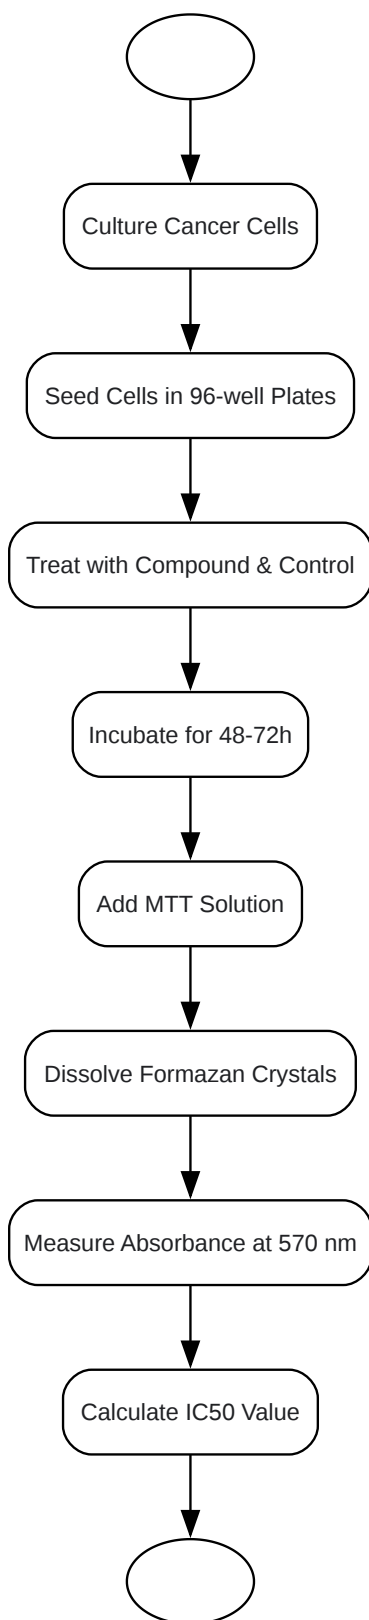 Culture Cancer Cells
Seed Cells in 96-well Plates
Treat with Compound & Control
Incubate for 48-72h
Add MTT Solution
Dissolve Formazan Crystals
Measure Absorbance at 570 nm
Calculate IC50 Value